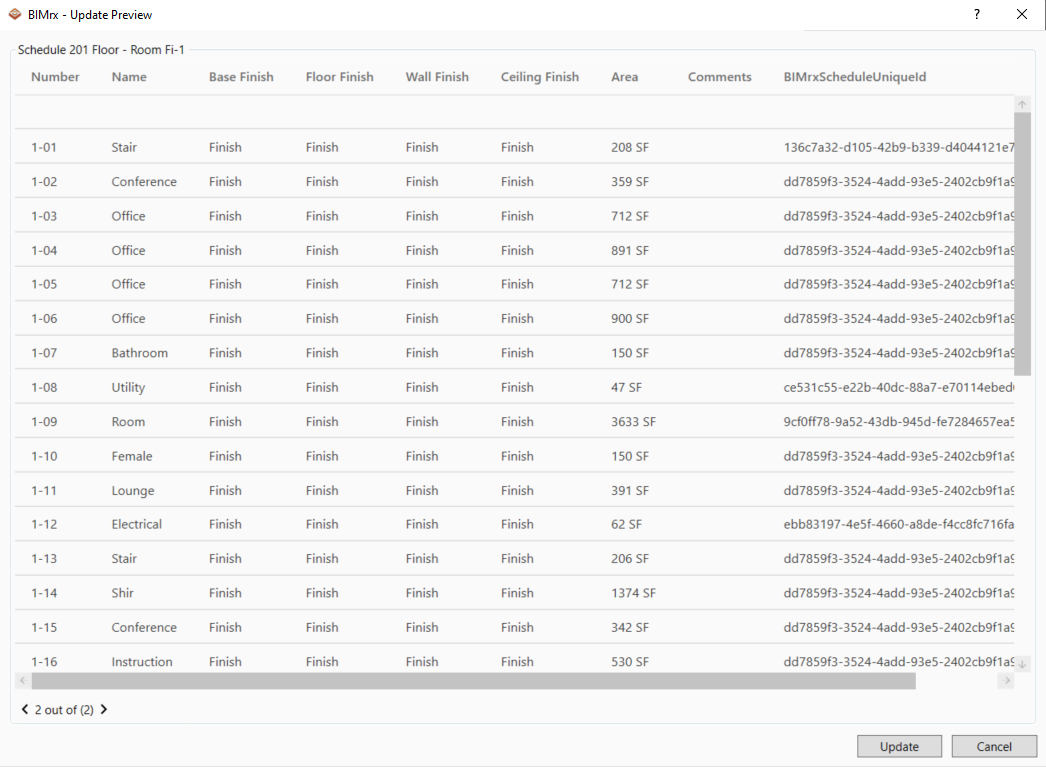 BIMrx - Update Preview ?
Schedule 201 Floor - Room Fi-1
Number Name Base Finish Floor Finish Wall Finish Ceiling Finish Area Comments BIMrxScheduleUniqueId
1-01 Stair Finish Finish Finish Finish 208 SF 136c7a32-d105-42b9-b339-d4044121e7
1-02 Conference Finish Finish Finish Finish 359 SF dd7859f3-3524-4add-93e5-2402cb9f1a9
1-03 Office Finish Finish Finish Finish 712 SF dd7859f3-3524-4add-93e5-2402cb9f1a9
1-04 Office Finish Finish Finish Finish 891 SF dd7859f3-3524-4add-93e5-2402cb9f1a9
1-05 Office Finish Finish Finish Finish 712 SF dd7859f3-3524-4add-93e5-2402cb9f1a9
1-06 Office Finish Finish Finish Finish 900 SF dd7859f3-3524-4add-93e5-2402cb9f1a9
1-07 Bathroom Finish Finish Finish Finish 150 SF dd7859f3-3524-4add-93e5-2402cb9f1a9
1-08 Utility Finish Finish Finish Finish 47 SF ce531c55-e22b-40dc-88a7-e70114ebed
1-09 Room Finish Finish Finish Finish 3633 SF 9cf0ff78-9a52-43db-945d-fe7284657ea5
1-10 Female Finish Finish Finish Finish 150 SF dd7859f3-3524-4add-93e5-2402cb9f1a9
1-11 Lounge Finish Finish Finish Finish 391 SF dd7859f3-3524-4add-93e5-2402cb9f1a9
1-12 Electrical Finish Finish Finish Finish 62 SF ebb83197-4e5f-4660-a8de-f4cc8fc716fa
1-13 Stair Finish Finish Finish Finish 206 SF dd7859f3-3524-4add-93e5-2402cb9f1a9
1-14 Shir Finish Finish Finish Finish 1374 SF dd7859f3-3524-4add-93e5-2402cb9f1a9
1-15 Conference Finish Finish Finish Finish 342 SF dd7859f3-3524-4add-93e5-2402cb9f1a9
1-16 Instruction Finish Finish Finish Finish 530 SF dd7859f3-3524-4add-93e5-2402cb9f1a9
2 out of (2)
Update Cancel